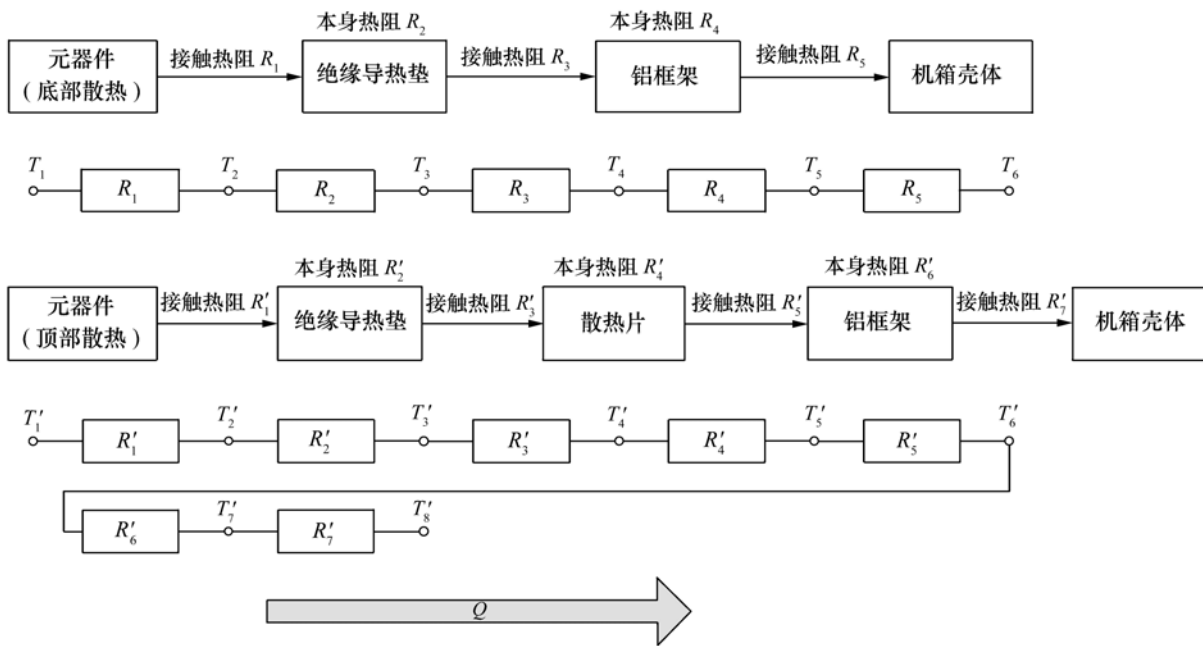 本身热阻 R₂ 本身热阻 R₄
元器件 接触热阻 R₁ 绝缘导热垫 接触热阻 R₃ 铝框架 接触热阻 R₅ 机箱壳体
(底部散热)
T₁ T₂ T₃ T₄ T₅ T₆
R₁ R₂ R₃ R₄ R₅
本身热阻 R′₂ 本身热阻 R′₄ 本身热阻 R′₆
元器件 接触热阻 R′₁ 绝缘导热垫 接触热阻 R′₃ 散热片 接触热阻 R′₅ 铝框架 接触热阻 R′₇ 机箱壳体
(顶部散热)
T′₁ T′₂ T′₃ T′₄ T′₅ T′₆
R′₁ R′₂ R′₃ R′₄ R′₅
T′₇ T′₈
R′₆ R′₇
Q